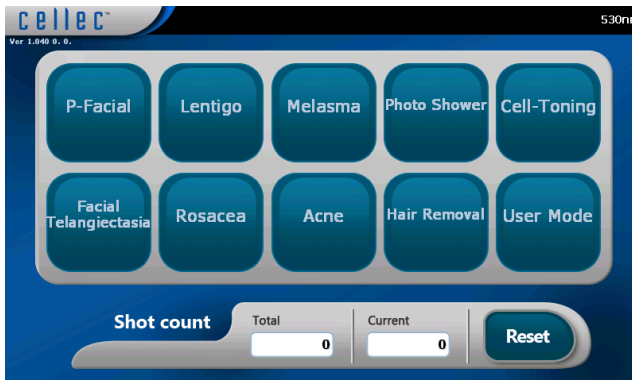 cellec™
530nm
Ver 1.040 0. 0.
P-Facial
Lentigo
Melasma
Photo Shower
Cell-Toning
Facial
Telangiectasia
Rosacea
Acne
Hair Removal
User Mode
Shot count
Total
0
Current
0
Reset